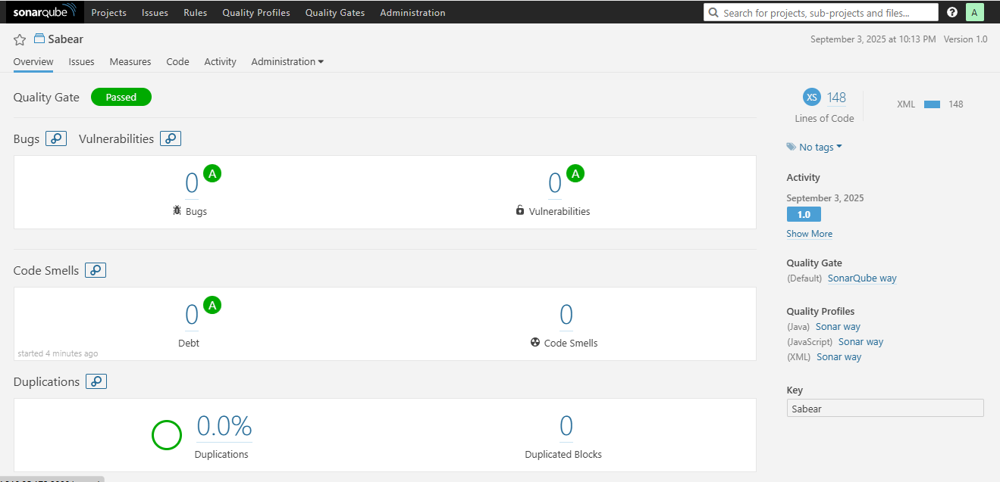 sonarqube Projects Issues Rules Quality Profiles Quality Gates Administration Search for projects, sub-projects and files... ? A
Sabear September 3, 2025 at 10:13 PM Version 1.0
Overview Issues Measures Code Activity Administration
Quality Gate Passed
Bugs Vulnerabilities
0 A 0 A
Bugs Vulnerabilities
Code Smells
0 A 0
Debt Code Smells
started 4 minutes ago
Duplications
0.0% 0
Duplications Duplicated Blocks
XS 148 XML 148
Lines of Code
No tags
Activity
September 3, 2025
1.0
Show More
Quality Gate
(Default) SonarQube way
Quality Profiles
(Java) Sonar way
(JavaScript) Sonar way
(XML) Sonar way
Key
Sabear